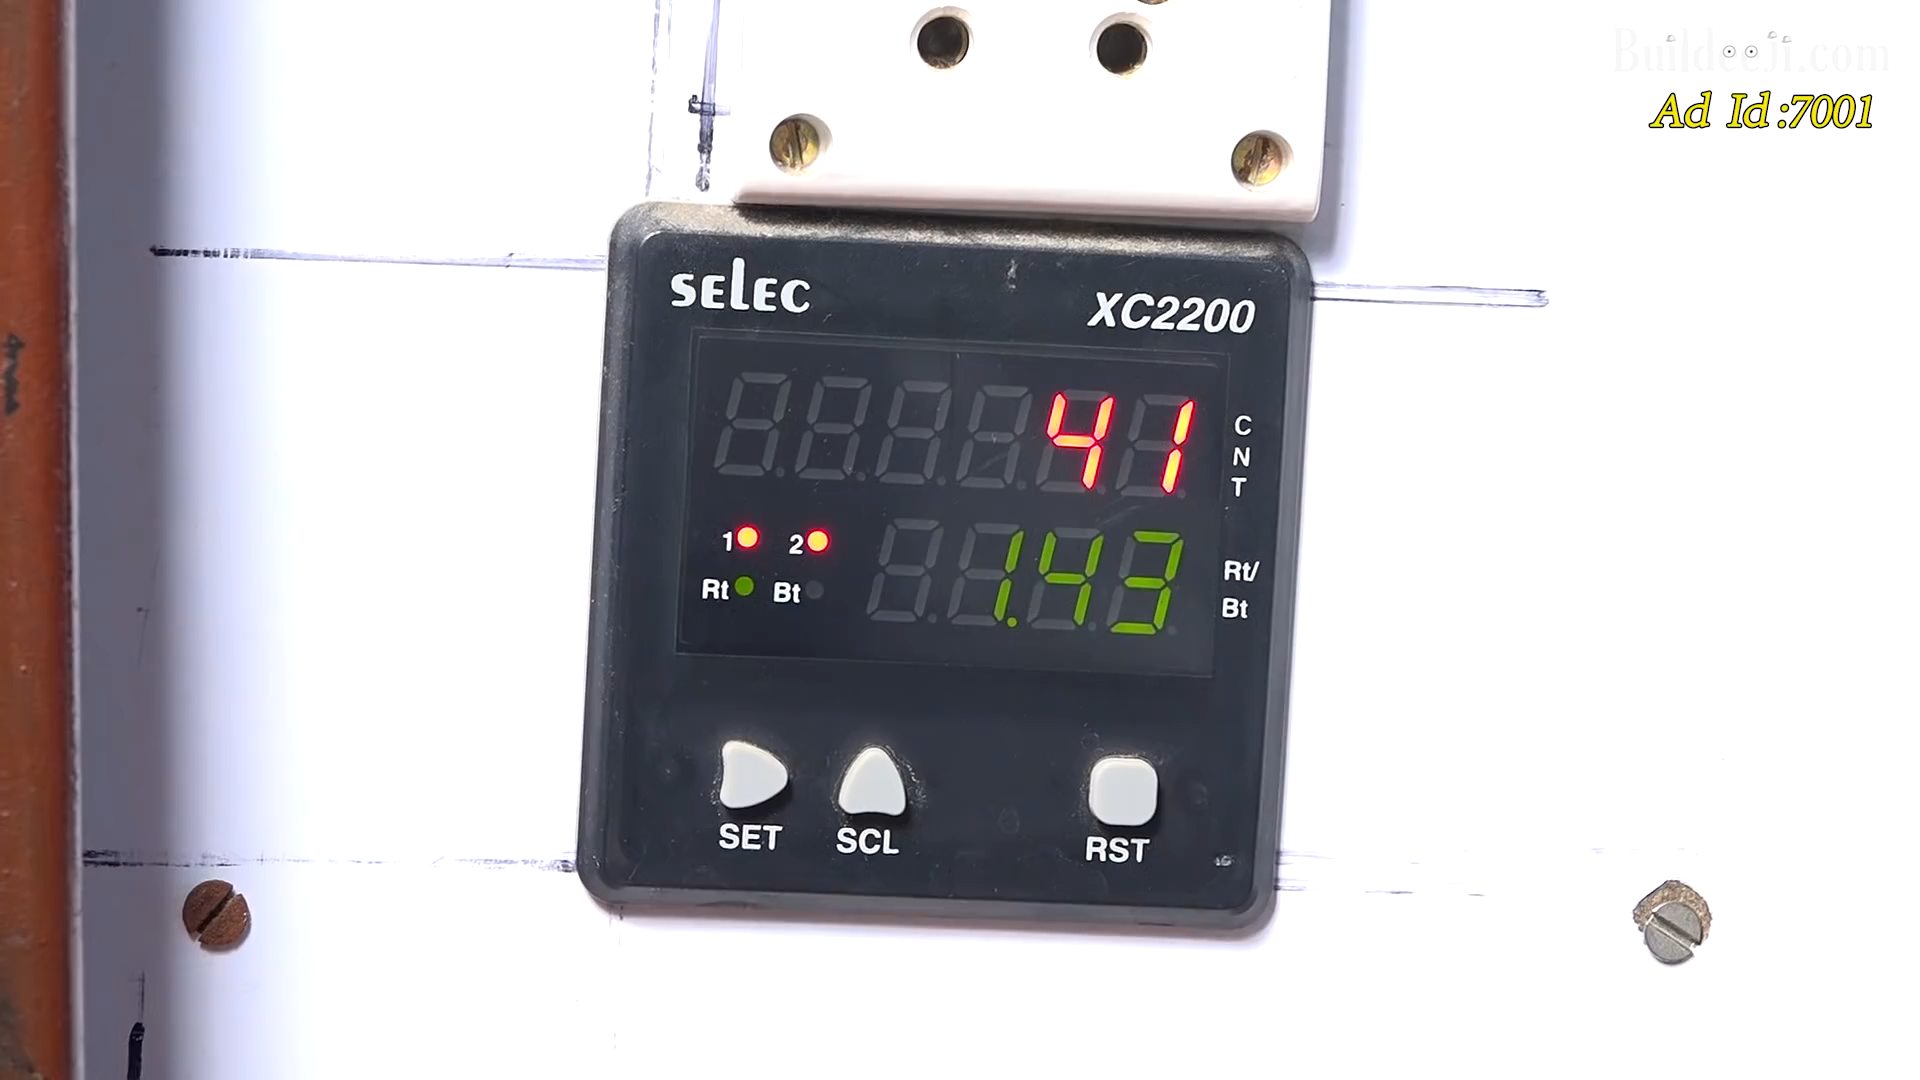 Buildeeji.com
Ad Id:7001
SELEC
XC2200
41
CNT
1 2
1.43
Rt Bt
Rt/
Bt
SET SCL RST